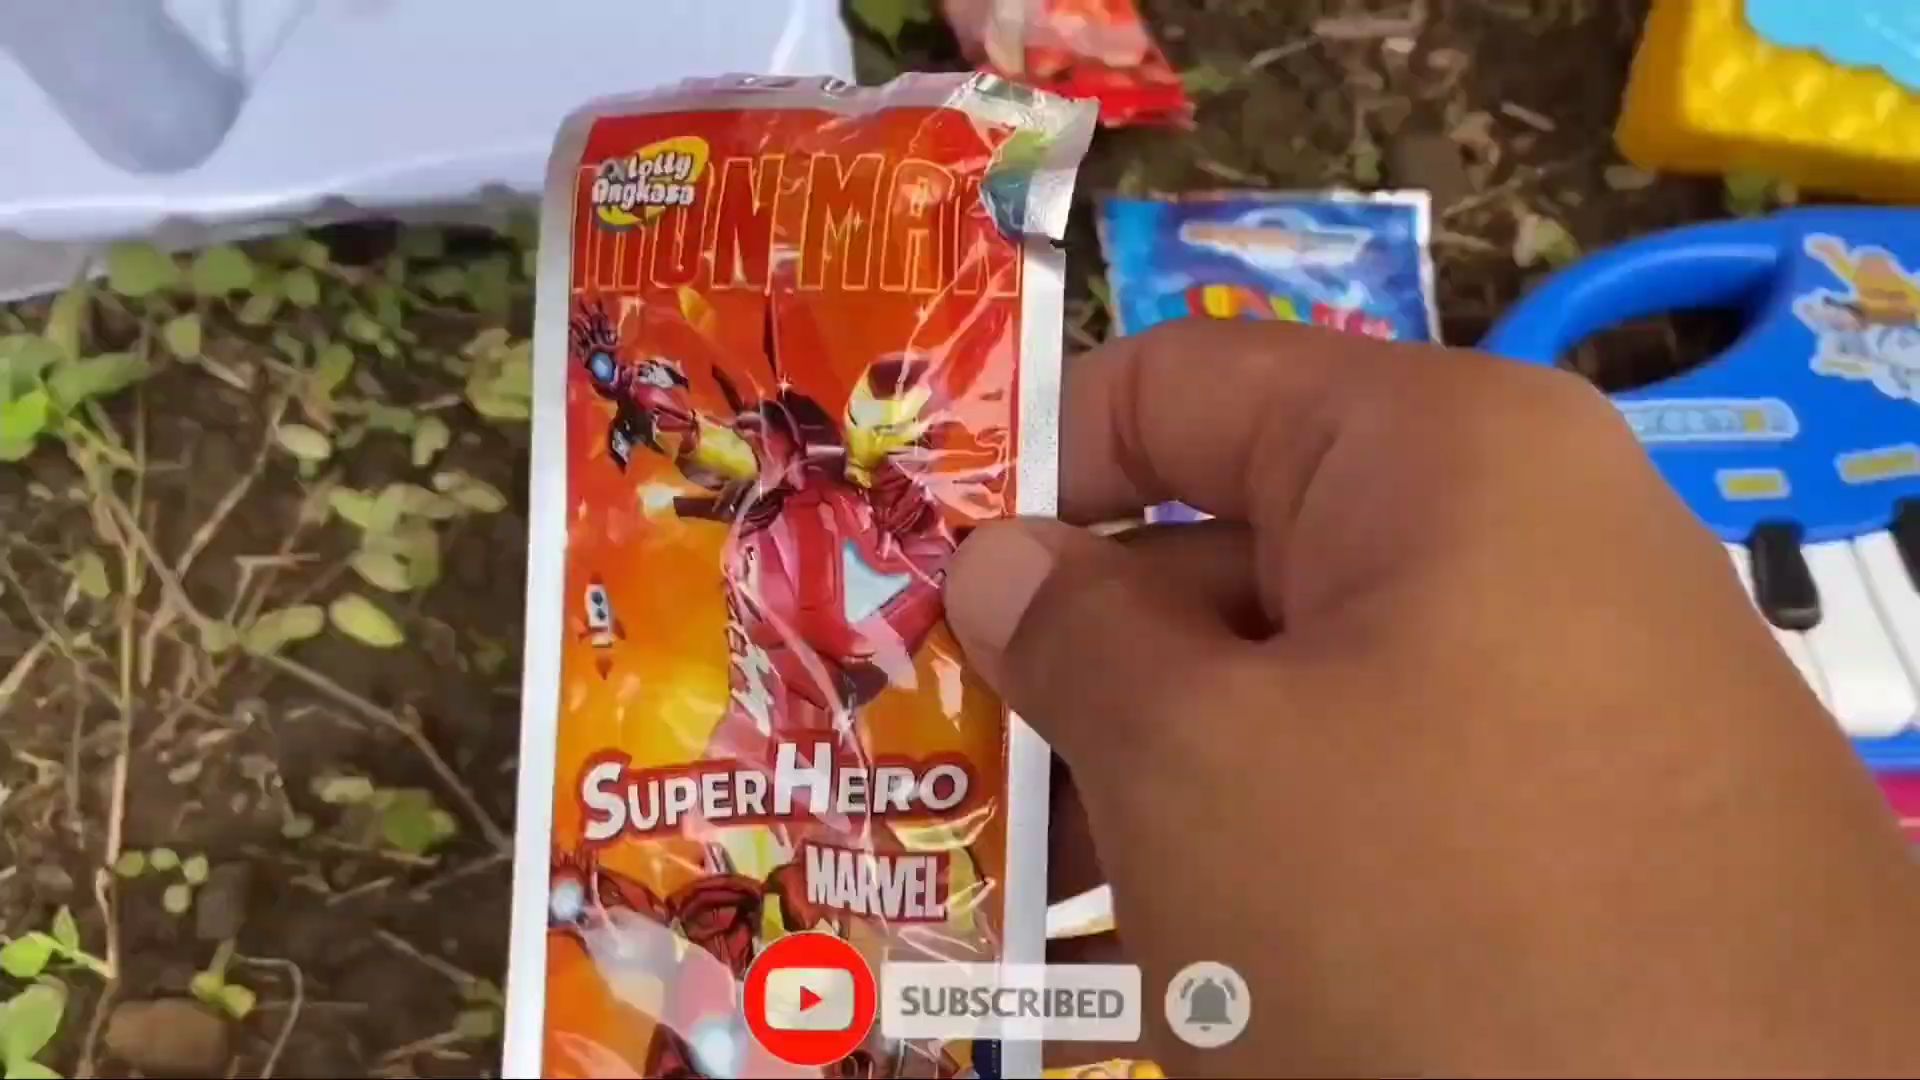 Lolly
Angkasa
IRON MAN
SUPERHERO
MARVEL
SUBSCRIBED